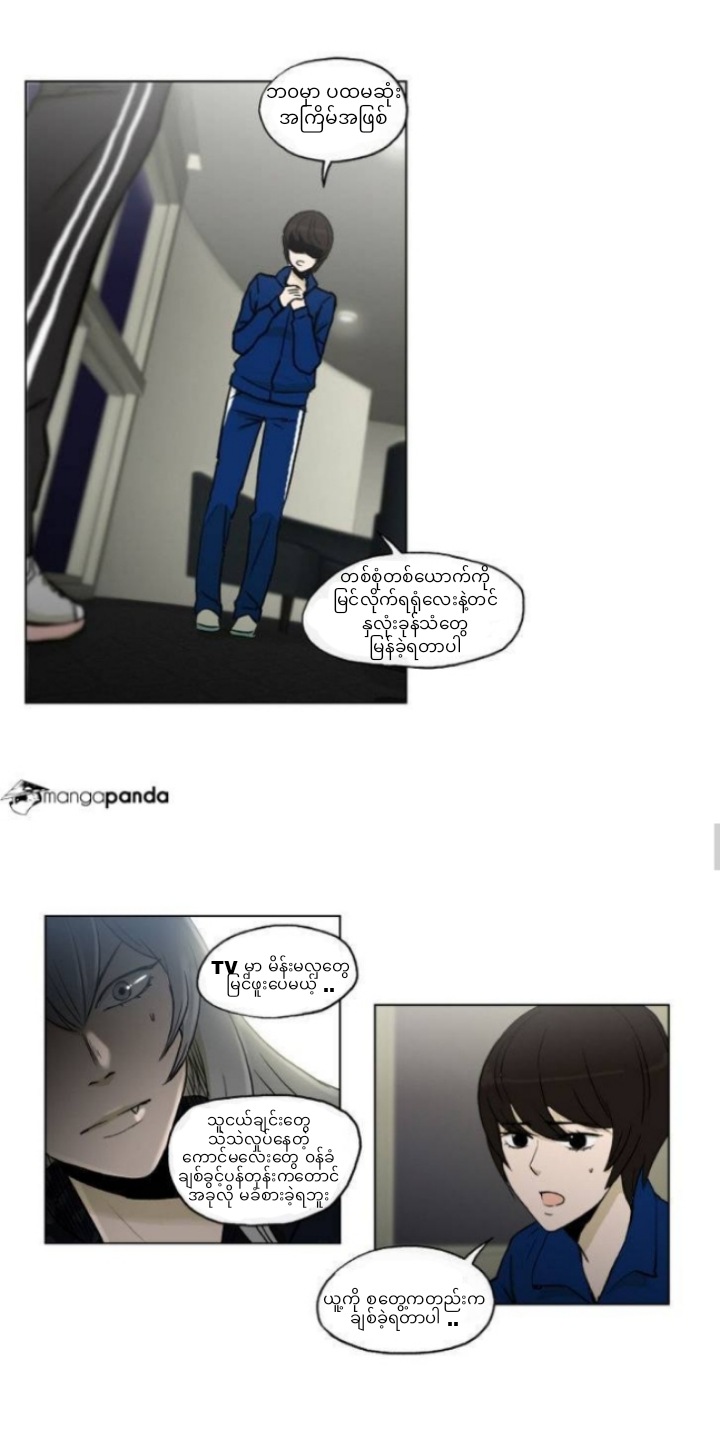 ဘဝမှာ ပထမဆုံး
အကြိမ်အဖြစ်
တစ်စုံတစ်ယောက်ကို
မြင်လိုက်ရရုံလေးနဲ့တင်
နှလုံးခုန်သံတွေ
မြန်ခဲ့ရတာပါ
mangapanda
TV မှာ မိန်းမလှတွေ
မြင်ဖူးပေမယ့် ..
သူငယ်ချင်းတွေ
သဲသဲလှုပ်နေတဲ့
ကောင်မလေးတွေ ဝန်ခံ
ချစ်ခွင့်ပန်တုန်းကတောင်
အခုလို မခံစားခဲ့ရဘူး
ယူ့ကို စတွေ့ကတည်းက
ချစ်ခဲ့ရတာပါ ..